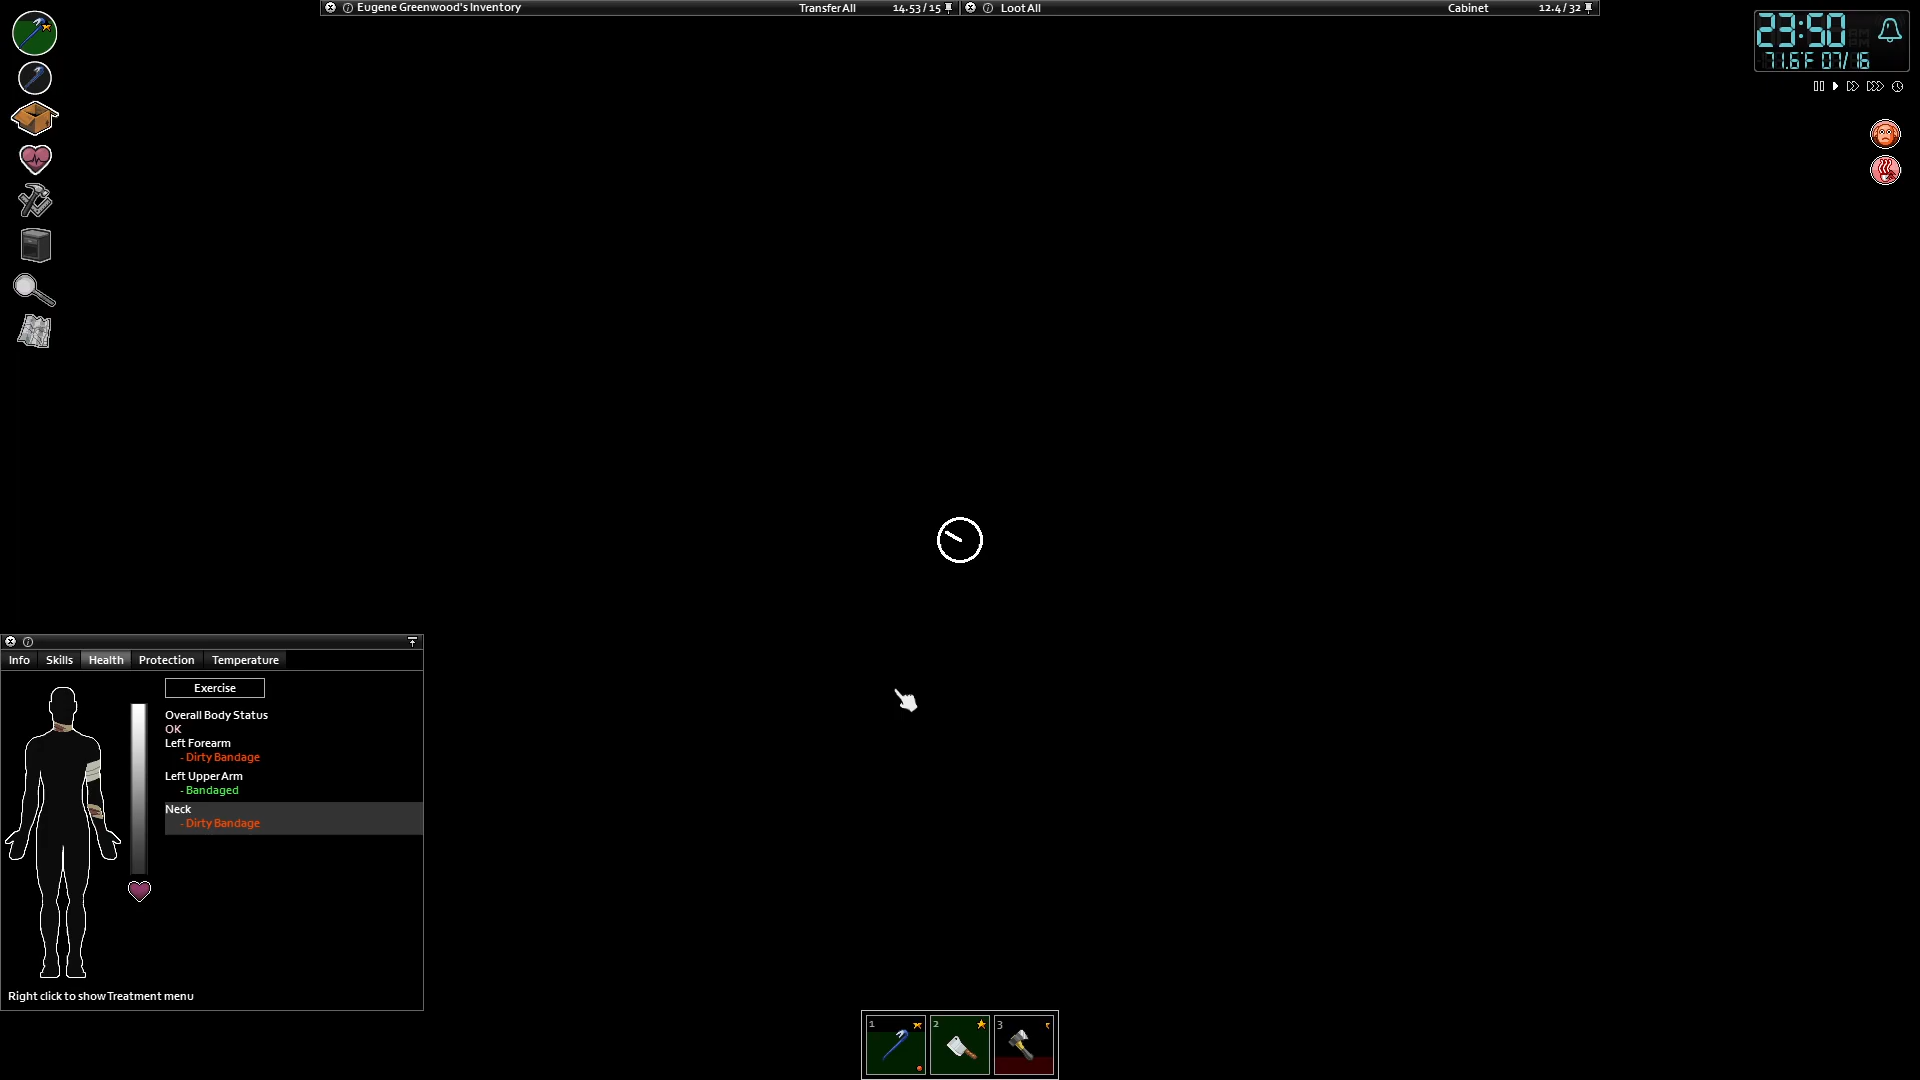 Eugene Greenwood's Inventory
Transfer All
14.53 / 15
Loot All
Cabinet
12.4 / 32
23:50
71.6°F 07/16
Info
Skills
Health
Protection
Temperature
Exercise
Overall Body Status
OK
Left Forearm
- Dirty Bandage
Left Upper Arm
- Bandaged
Neck
- Dirty Bandage
Right click to show Treatment menu
1
2
3